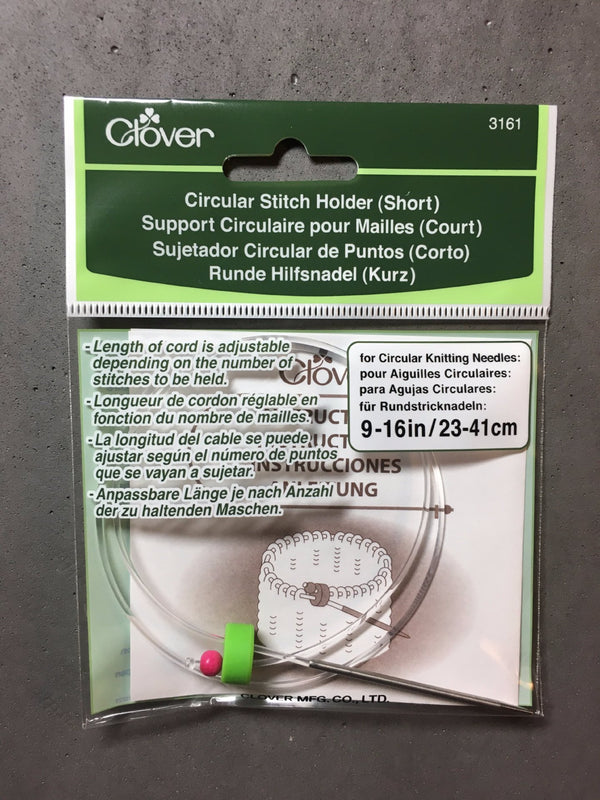 Clover
3161
Circular Stitch Holder (Short)
Support Circulaire pour Mailles (Court)
Sujetador Circular de Puntos (Corto)
Runde Hilfsnadel (Kurz)
- Length of cord is adjustable
depending on the number of
stitches to be held.
- Longueur de cordon réglable en
fonction du nombre de mailles.
- La longitud del cable se puede
ajustar según el número de puntos
que se vayan a sujetar.
- Anpassbare Länge je nach Anzahl
der zu haltenden Maschen.
for Circular Knitting Needles:
pour Aiguilles Circulaires:
para Agujas Circulares:
für Rundstricknadeln:
9-16in/23-41cm
Clover
INSTRUCCIONES
CLOVER MFG.CO., LTD.